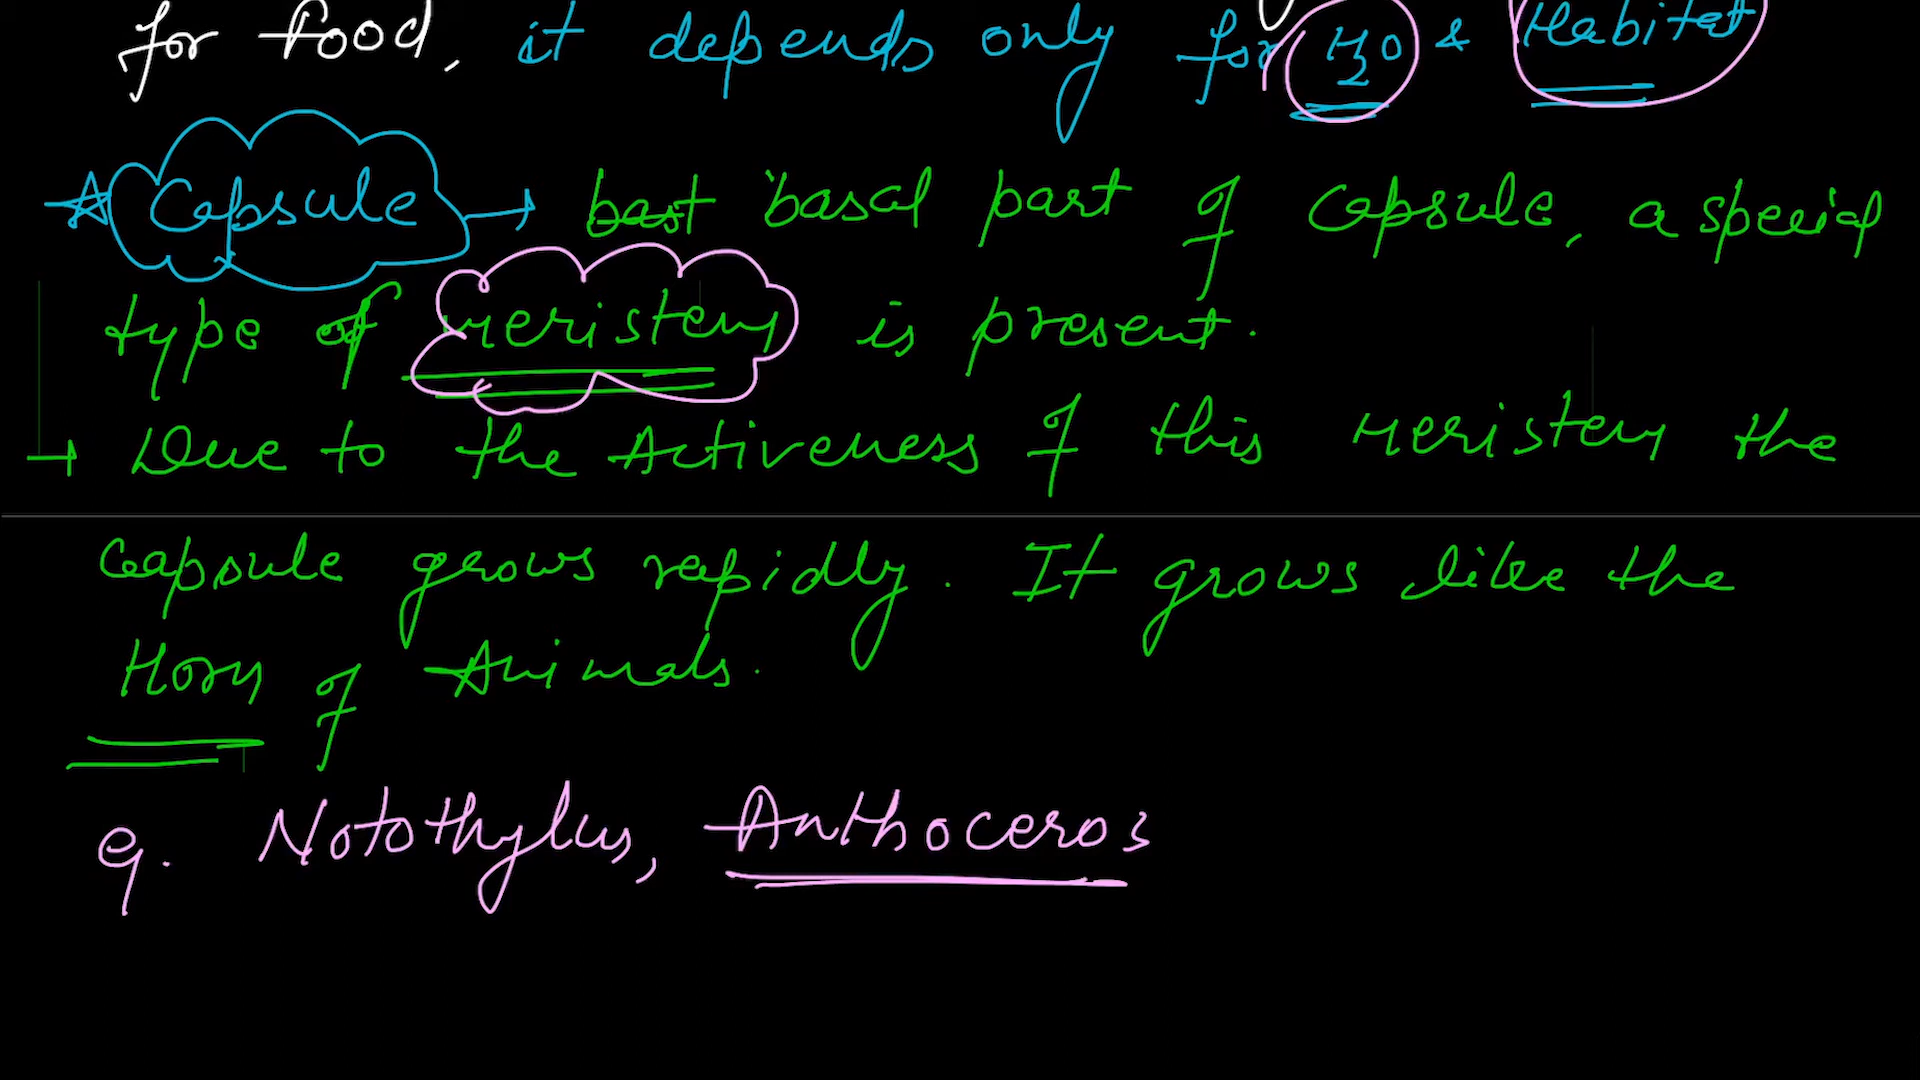 for food, it depends only for H2O & Habitat
☆ Capsule → basal part of capsule, a special
type of meristem is present.
→ Due to the Activeness of this meristem the
capsule grows rapidly. It grows like the
Horn of Animals.
eg. Notothylus, Anthoceros